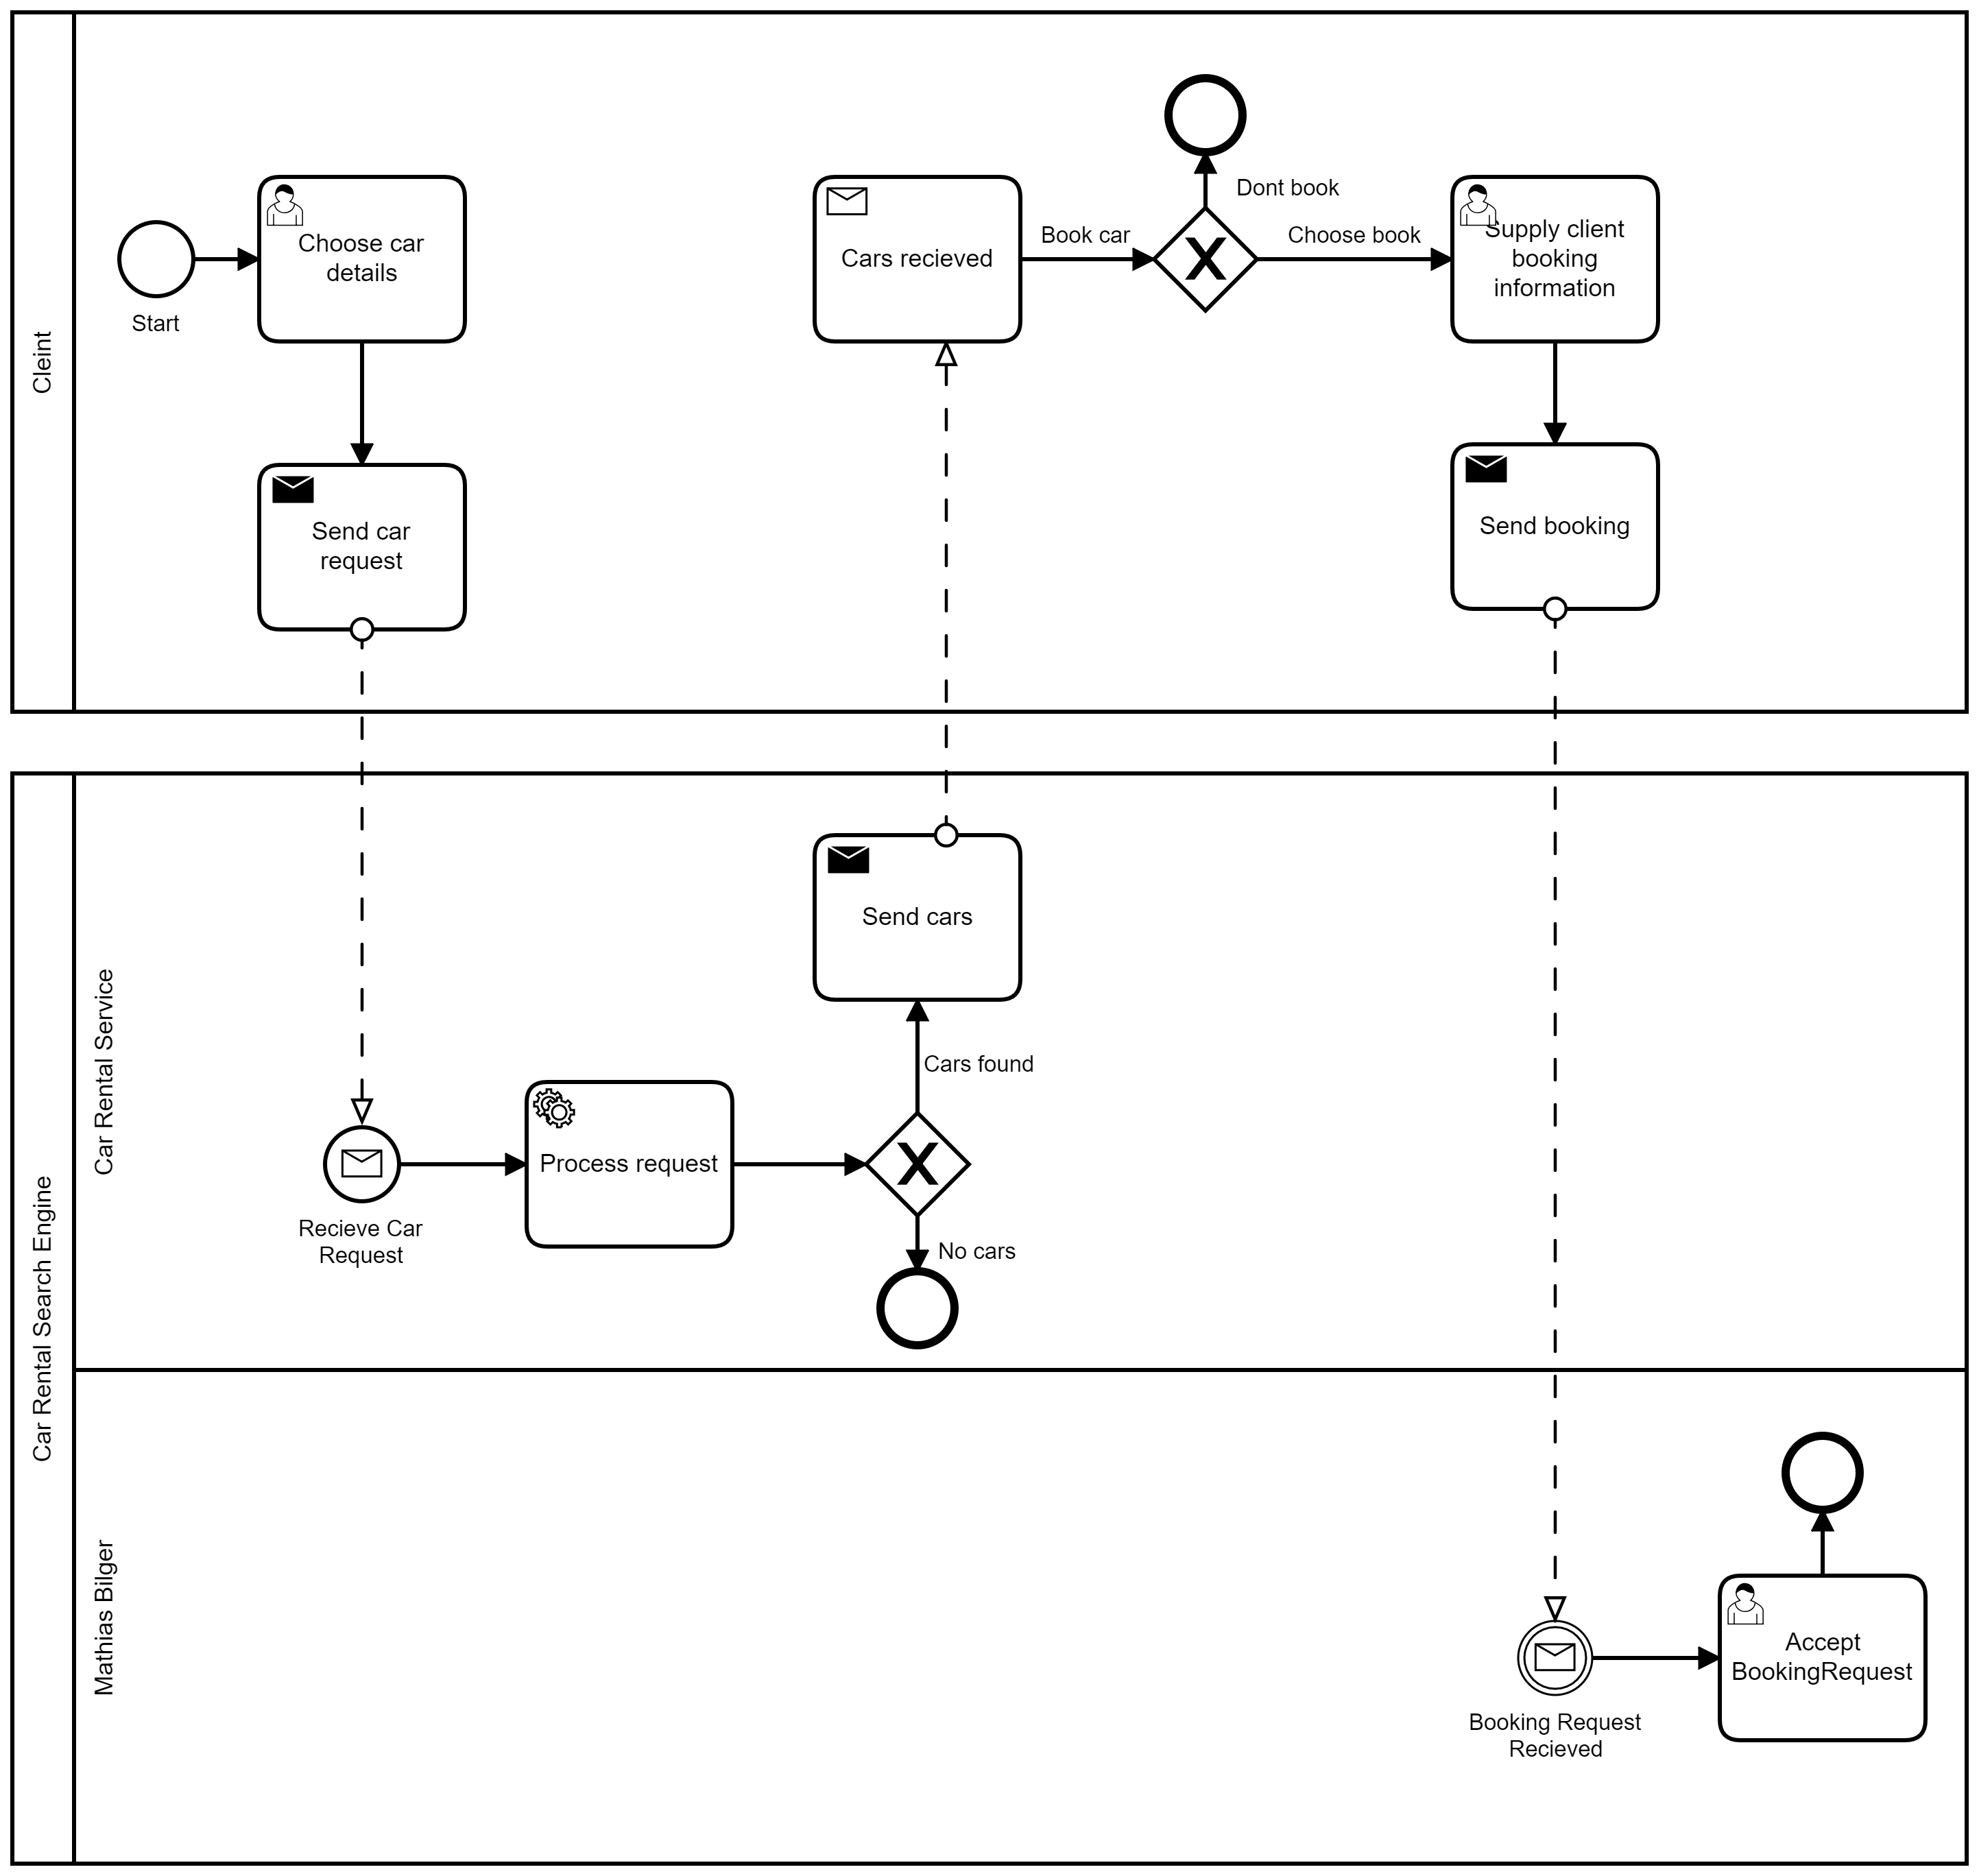 Cleint
Start
Choose car
details
Send car
request
Cars recieved
Book car
Dont book
Choose book
Supply client
booking
information
Send booking
Car Rental Search Engine
Car Rental Service
Send cars
Cars found
Recieve Car
Request
Process request
No cars
Mathias Bilger
Booking Request
Recieved
Accept
BookingRequest